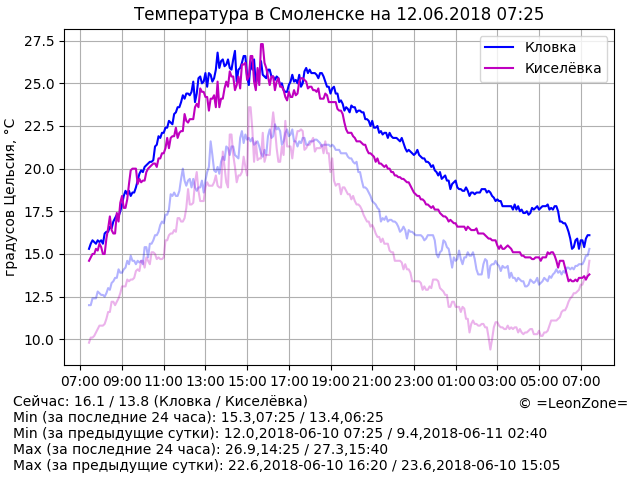 Температура в Смоленске на 12.06.2018 07:25
градусов Цельсия, °C
27.5
25.0
22.5
20.0
17.5
15.0
12.5
10.0
Кловка
Киселёвка
07:00 09:00 11:00 13:00 15:00 17:00 19:00 21:00 23:00 01:00 03:00 05:00 07:00
Сейчас: 16.1 / 13.8 (Кловка / Киселёвка)
© =LeonZone=
Min (за последние 24 часа): 15.3,07:25 / 13.4,06:25
Min (за предыдущие сутки): 12.0,2018-06-10 07:25 / 9.4,2018-06-11 02:40
Max (за последние 24 часа): 26.9,14:25 / 27.3,15:40
Max (за предыдущие сутки): 22.6,2018-06-10 16:20 / 23.6,2018-06-10 15:05